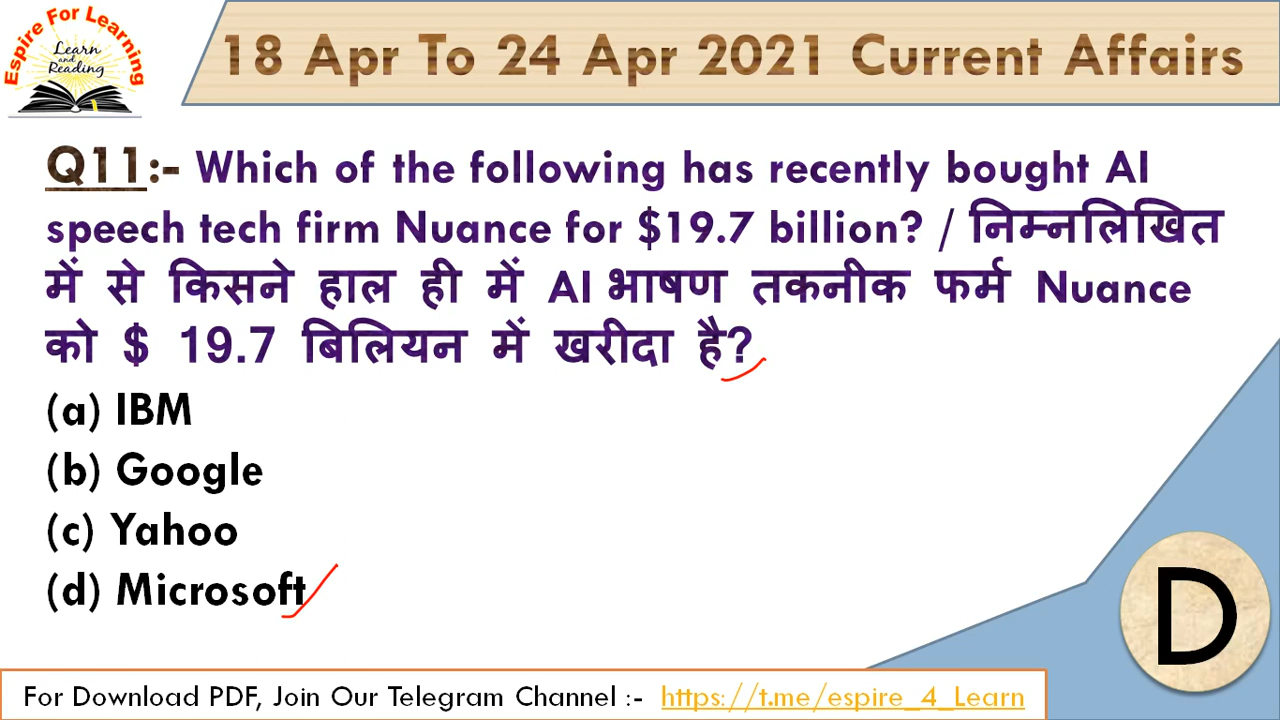 Espire For Learning
Learn
and
Reading
18 Apr To 24 Apr 2021 Current Affairs
Q11:- Which of the following has recently bought AI
speech tech firm Nuance for $19.7 billion? / निम्नलिखित
में से किसने हाल ही में AI भाषण तकनीक फर्म Nuance
को $ 19.7 बिलियन में खरीदा है?
(a) IBM
(b) Google
(c) Yahoo
(d) Microsoft
D
For Download PDF, Join Our Telegram Channel :- https://t.me/espire_4_Learn